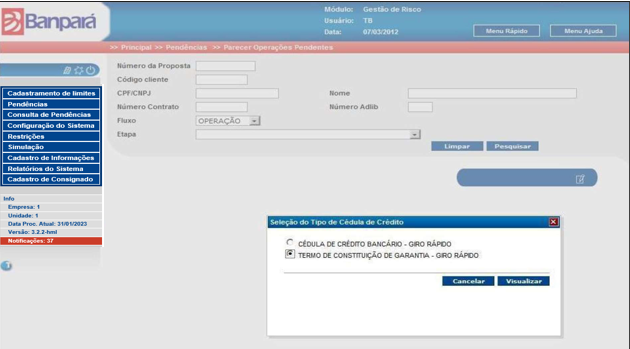 Banpará
Módulo: Gestão de Risco
Usuário: TB
Data: 07/03/2012
Menu Rápido
Menu Ajuda
>> Principal >> Pendências >> Parecer Operações Pendentes
Cadastramento de limites
Pendências
Consulta de Pendências
Configuração do Sistema
Restrições
Simulação
Cadastro de Informações
Relatórios do Sistema
Cadastro de Consignado
Info
Empresa: 1
Unidade: 1
Data Proc. Atual: 31/01/2023
Versão: 3.2.2-hml
Notificações: 37
Número da Proposta
Código cliente
CPF/CNPJ
Nome
Número Contrato
Número Adlib
Fluxo
OPERAÇÃO
Etapa
Limpar
Pesquisar
Seleção do Tipo de Cédula de Crédito
CÉDULA DE CRÉDITO BANCÁRIO - GIRO RÁPIDO
TERMO DE CONSTITUIÇÃO DE GARANTIA - GIRO RÁPIDO
Cancelar
Visualizar